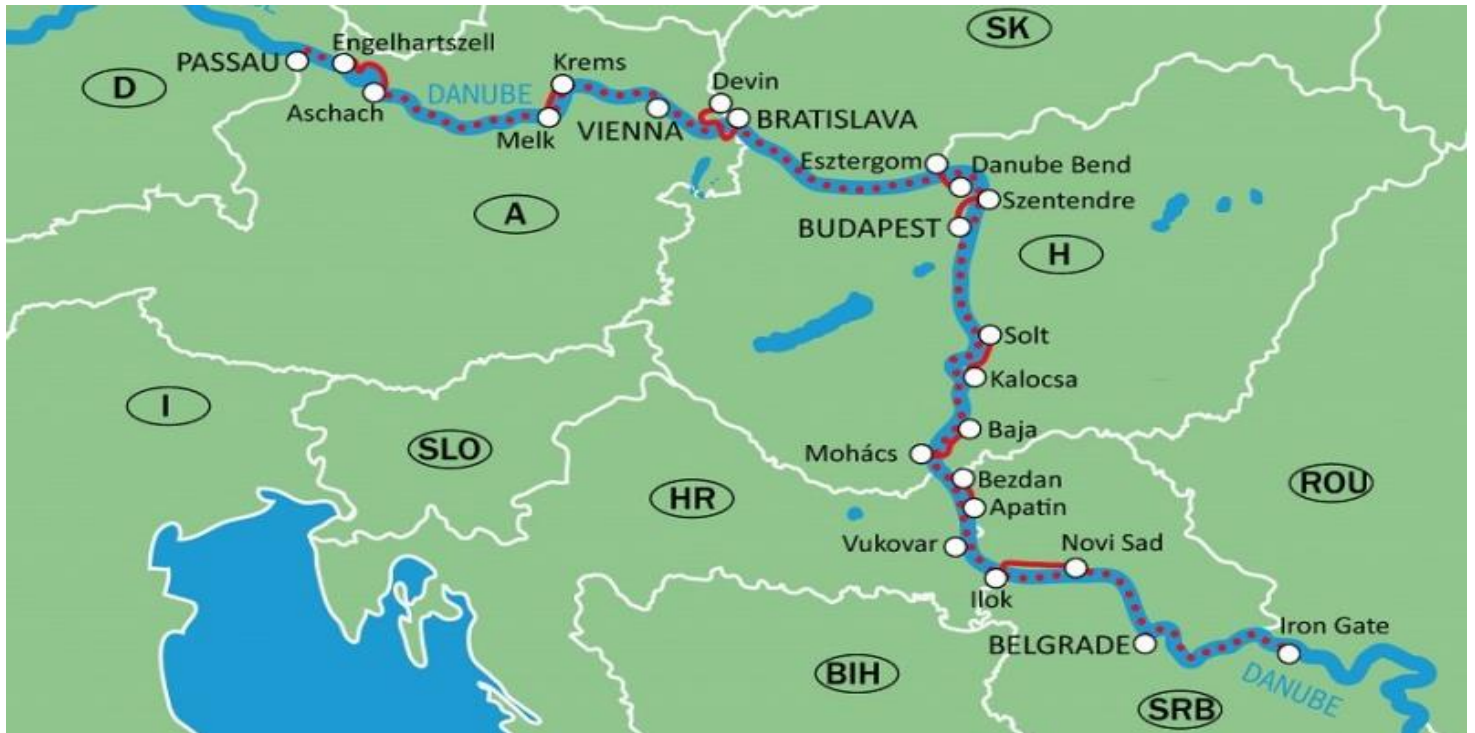 DANUBE
SK
PASSAU
Engelhartszell
Krems
D
DANUBE
Devin
Aschach
Melk
VIENNA
BRATISLAVA
Esztergom
Danube Bend
Szentendre
A
BUDAPEST
H
Solt
Kalocsa
I
Baja
SLO
Mohács
HR
Bezdan
ROU
Apatin
Vukovar
Novi Sad
Ilok
Iron Gate
BELGRADE
BIH
DANUBE
SRB